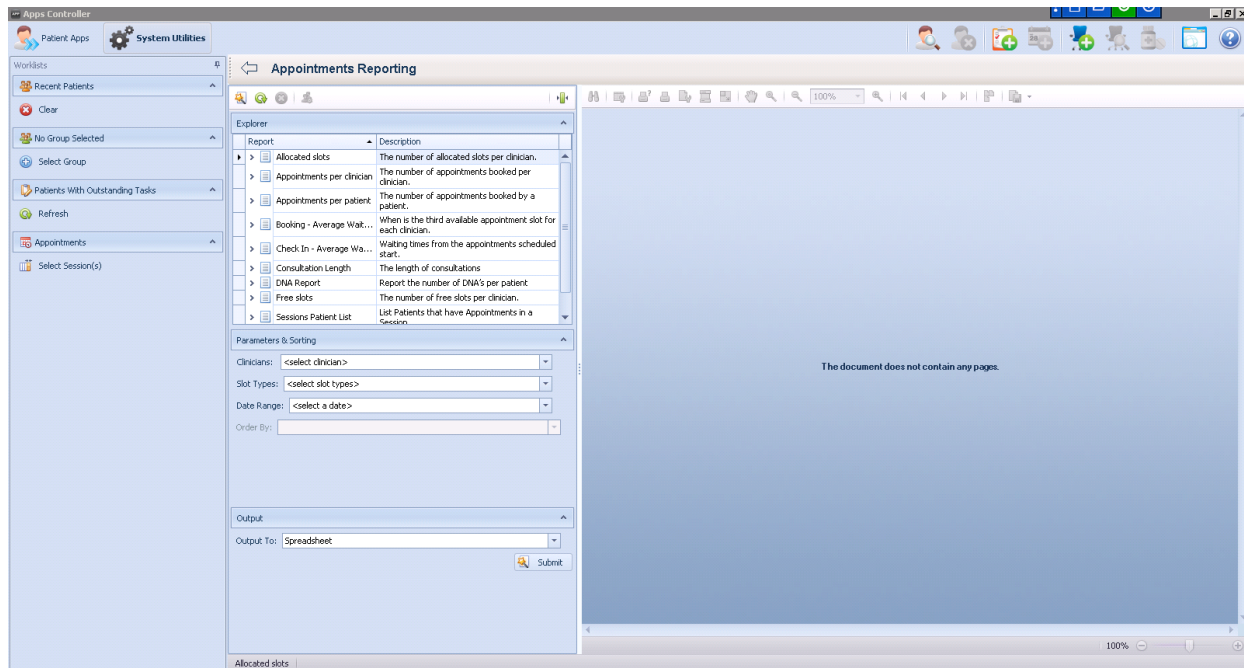 Apps Controller
Patient Apps
System Utilities
Worklists
Recent Patients
Clear
No Group Selected
Select Group
Patients With Outstanding Tasks
Refresh
Appointments
Select Session(s)
Appointments Reporting
100%
Explorer
Report Description
Allocated slots The number of allocated slots per clinician.
Appointments per clinician The number of appointments booked per clinician.
Appointments per patient The number of appointments booked by a patient.
Booking - Average Wait... When is the third available appointment slot for each clinician.
Check In - Average Wa... Waiting times from the appointments scheduled start.
Consultation Length The length of consultations
DNA Report Report the number of DNA's per patient
Free slots The number of free slots per clinician.
Sessions Patient List List Patients that have Appointments in a Session
Parameters & Sorting
Clinicians: <select clinician>
Slot Types: <select slot types>
Date Range: <select a date>
Order By:
Output
Output To: Spreadsheet
Submit
The document does not contain any pages.
100%
Allocated slots